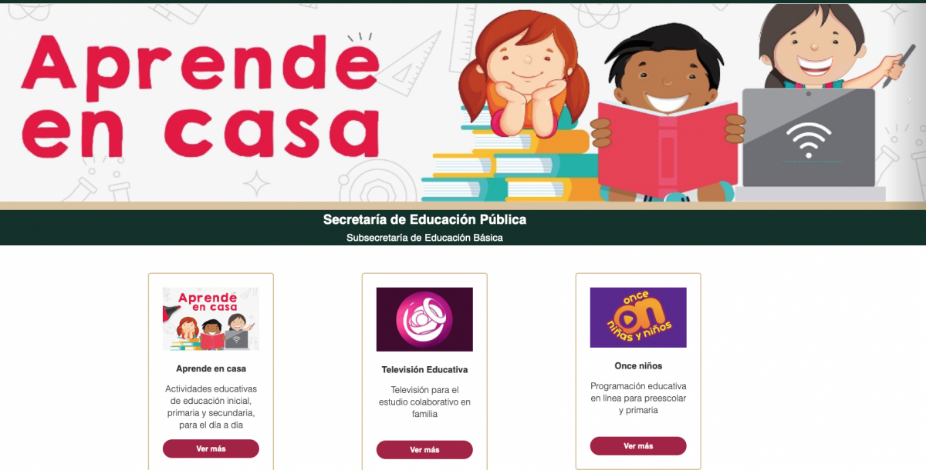 Aprende
en casa
Secretaría de Educación Pública
Subsecretaría de Educación Básica
Aprende
en casa
Aprende en casa
Actividades educativas
de educación inicial,
primaria y secundaria,
para el día a día
Ver más
Televisión Educativa
Televisión para el
estudio colaborativo en
familia
Ver más
once
on
niñas y niños
Once niños
Programación educativa
en línea para preescolar
y primaria
Ver más